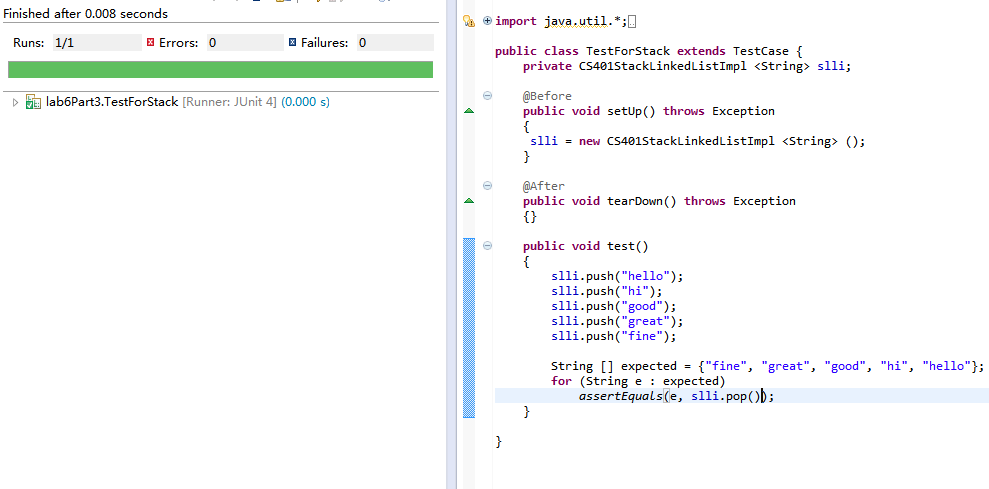 Finished after 0.008 seconds
Runs: 1/1 Errors: 0 Failures: 0
lab6Part3.TestForStack [Runner: JUnit 4] (0.000 s)
import java.util.*;
public class TestForStack extends TestCase {
private CS401StackLinkedListImpl <String> slli;
@Before
public void setUp() throws Exception
{
slli = new CS401StackLinkedListImpl <String> ();
}
@After
public void tearDown() throws Exception
{}
public void test()
{
slli.push("hello");
slli.push("hi");
slli.push("good");
slli.push("great");
slli.push("fine");
String [] expected = {"fine", "great", "good", "hi", "hello"};
for (String e : expected)
assertEquals(e, slli.pop());
}
}